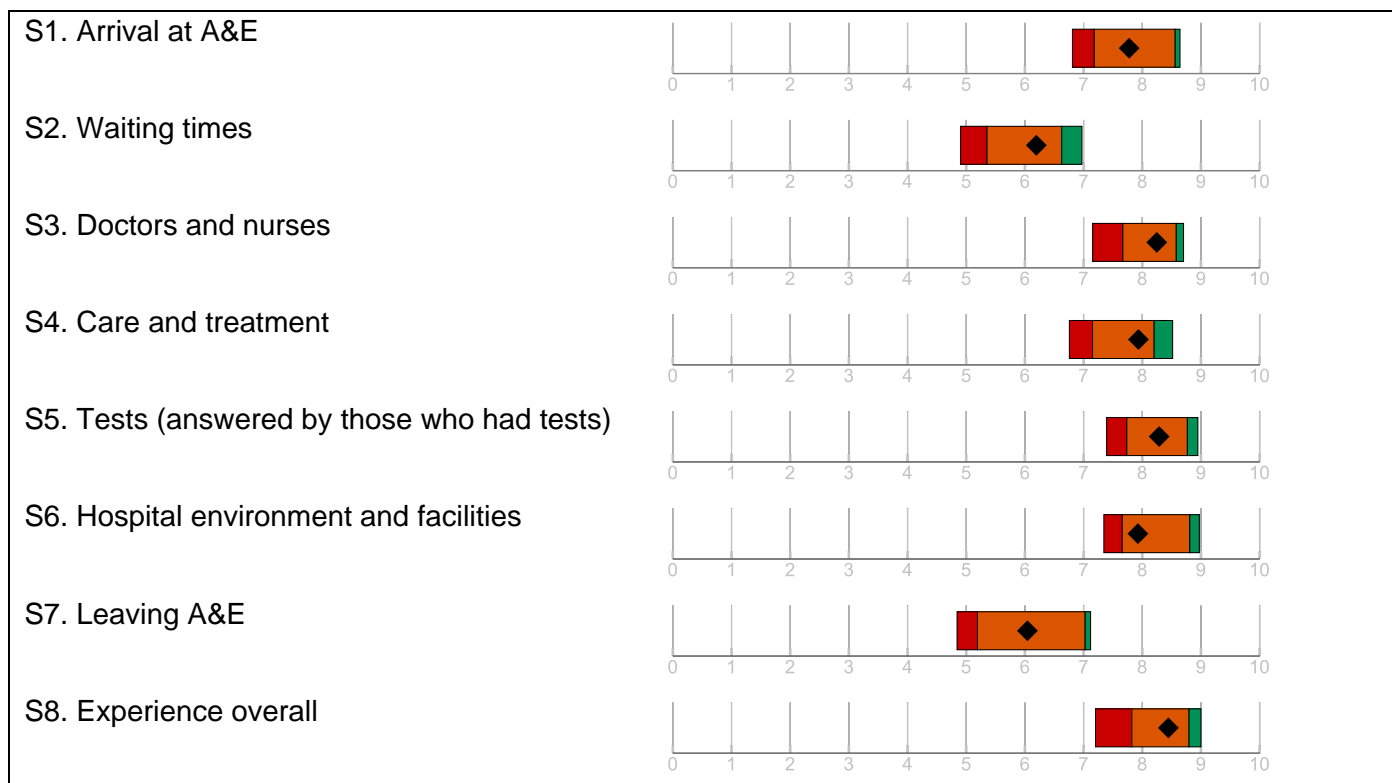 S1. Arrival at A&E
0 1 2 3 4 5 6 7 8 9 10
S2. Waiting times
0 1 2 3 4 5 6 7 8 9 10
S3. Doctors and nurses
0 1 2 3 4 5 6 7 8 9 10
S4. Care and treatment
0 1 2 3 4 5 6 7 8 9 10
S5. Tests (answered by those who had tests)
0 1 2 3 4 5 6 7 8 9 10
S6. Hospital environment and facilities
0 1 2 3 4 5 6 7 8 9 10
S7. Leaving A&E
0 1 2 3 4 5 6 7 8 9 10
S8. Experience overall
0 1 2 3 4 5 6 7 8 9 10